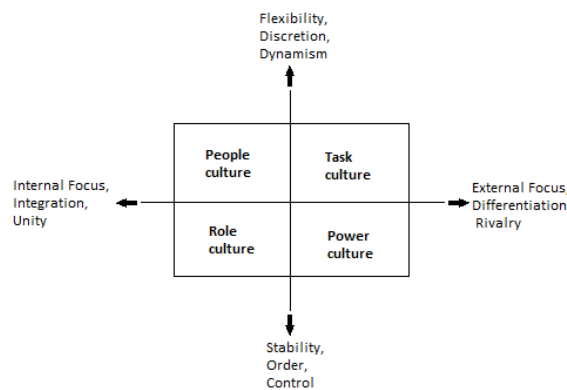 Flexibility,
Discretion,
Dynamism
People
culture
Task
culture
Internal Focus,
Integration,
Unity
External Focus,
Differentiation
Rivalry
Role
culture
Power
culture
Stability,
Order,
Control